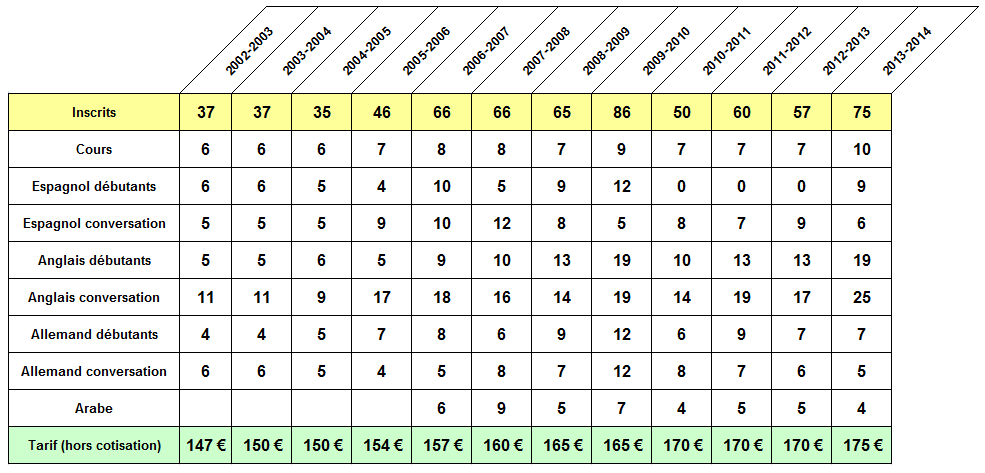 2002-2003 2003-2004 2004-2005 2005-2006 2006-2007 2007-2008 2008-2009 2009-2010 2010-2011 2011-2012 2012-2013 2013-2014
Inscrits 37 37 35 46 66 66 65 86 50 60 57 75
Cours 6 6 6 7 8 8 7 9 7 7 7 10
Espagnol débutants 6 6 5 4 10 5 9 12 0 0 0 9
Espagnol conversation 5 5 5 9 10 12 8 5 8 7 9 6
Anglais débutants 5 5 6 5 9 10 13 19 10 13 13 19
Anglais conversation 11 11 9 17 18 16 14 19 14 19 17 25
Allemand débutants 4 4 5 7 8 6 9 12 6 9 7 7
Allemand conversation 6 6 5 4 5 8 7 12 8 7 6 5
Arabe 6 9 5 7 4 5 5 4
Tarif (hors cotisation) 147 € 150 € 150 € 154 € 157 € 160 € 165 € 165 € 170 € 170 € 170 € 175 €